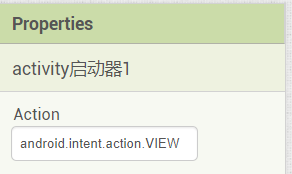 Properties
activity启动器1
Action
android.intent.action.VIEW